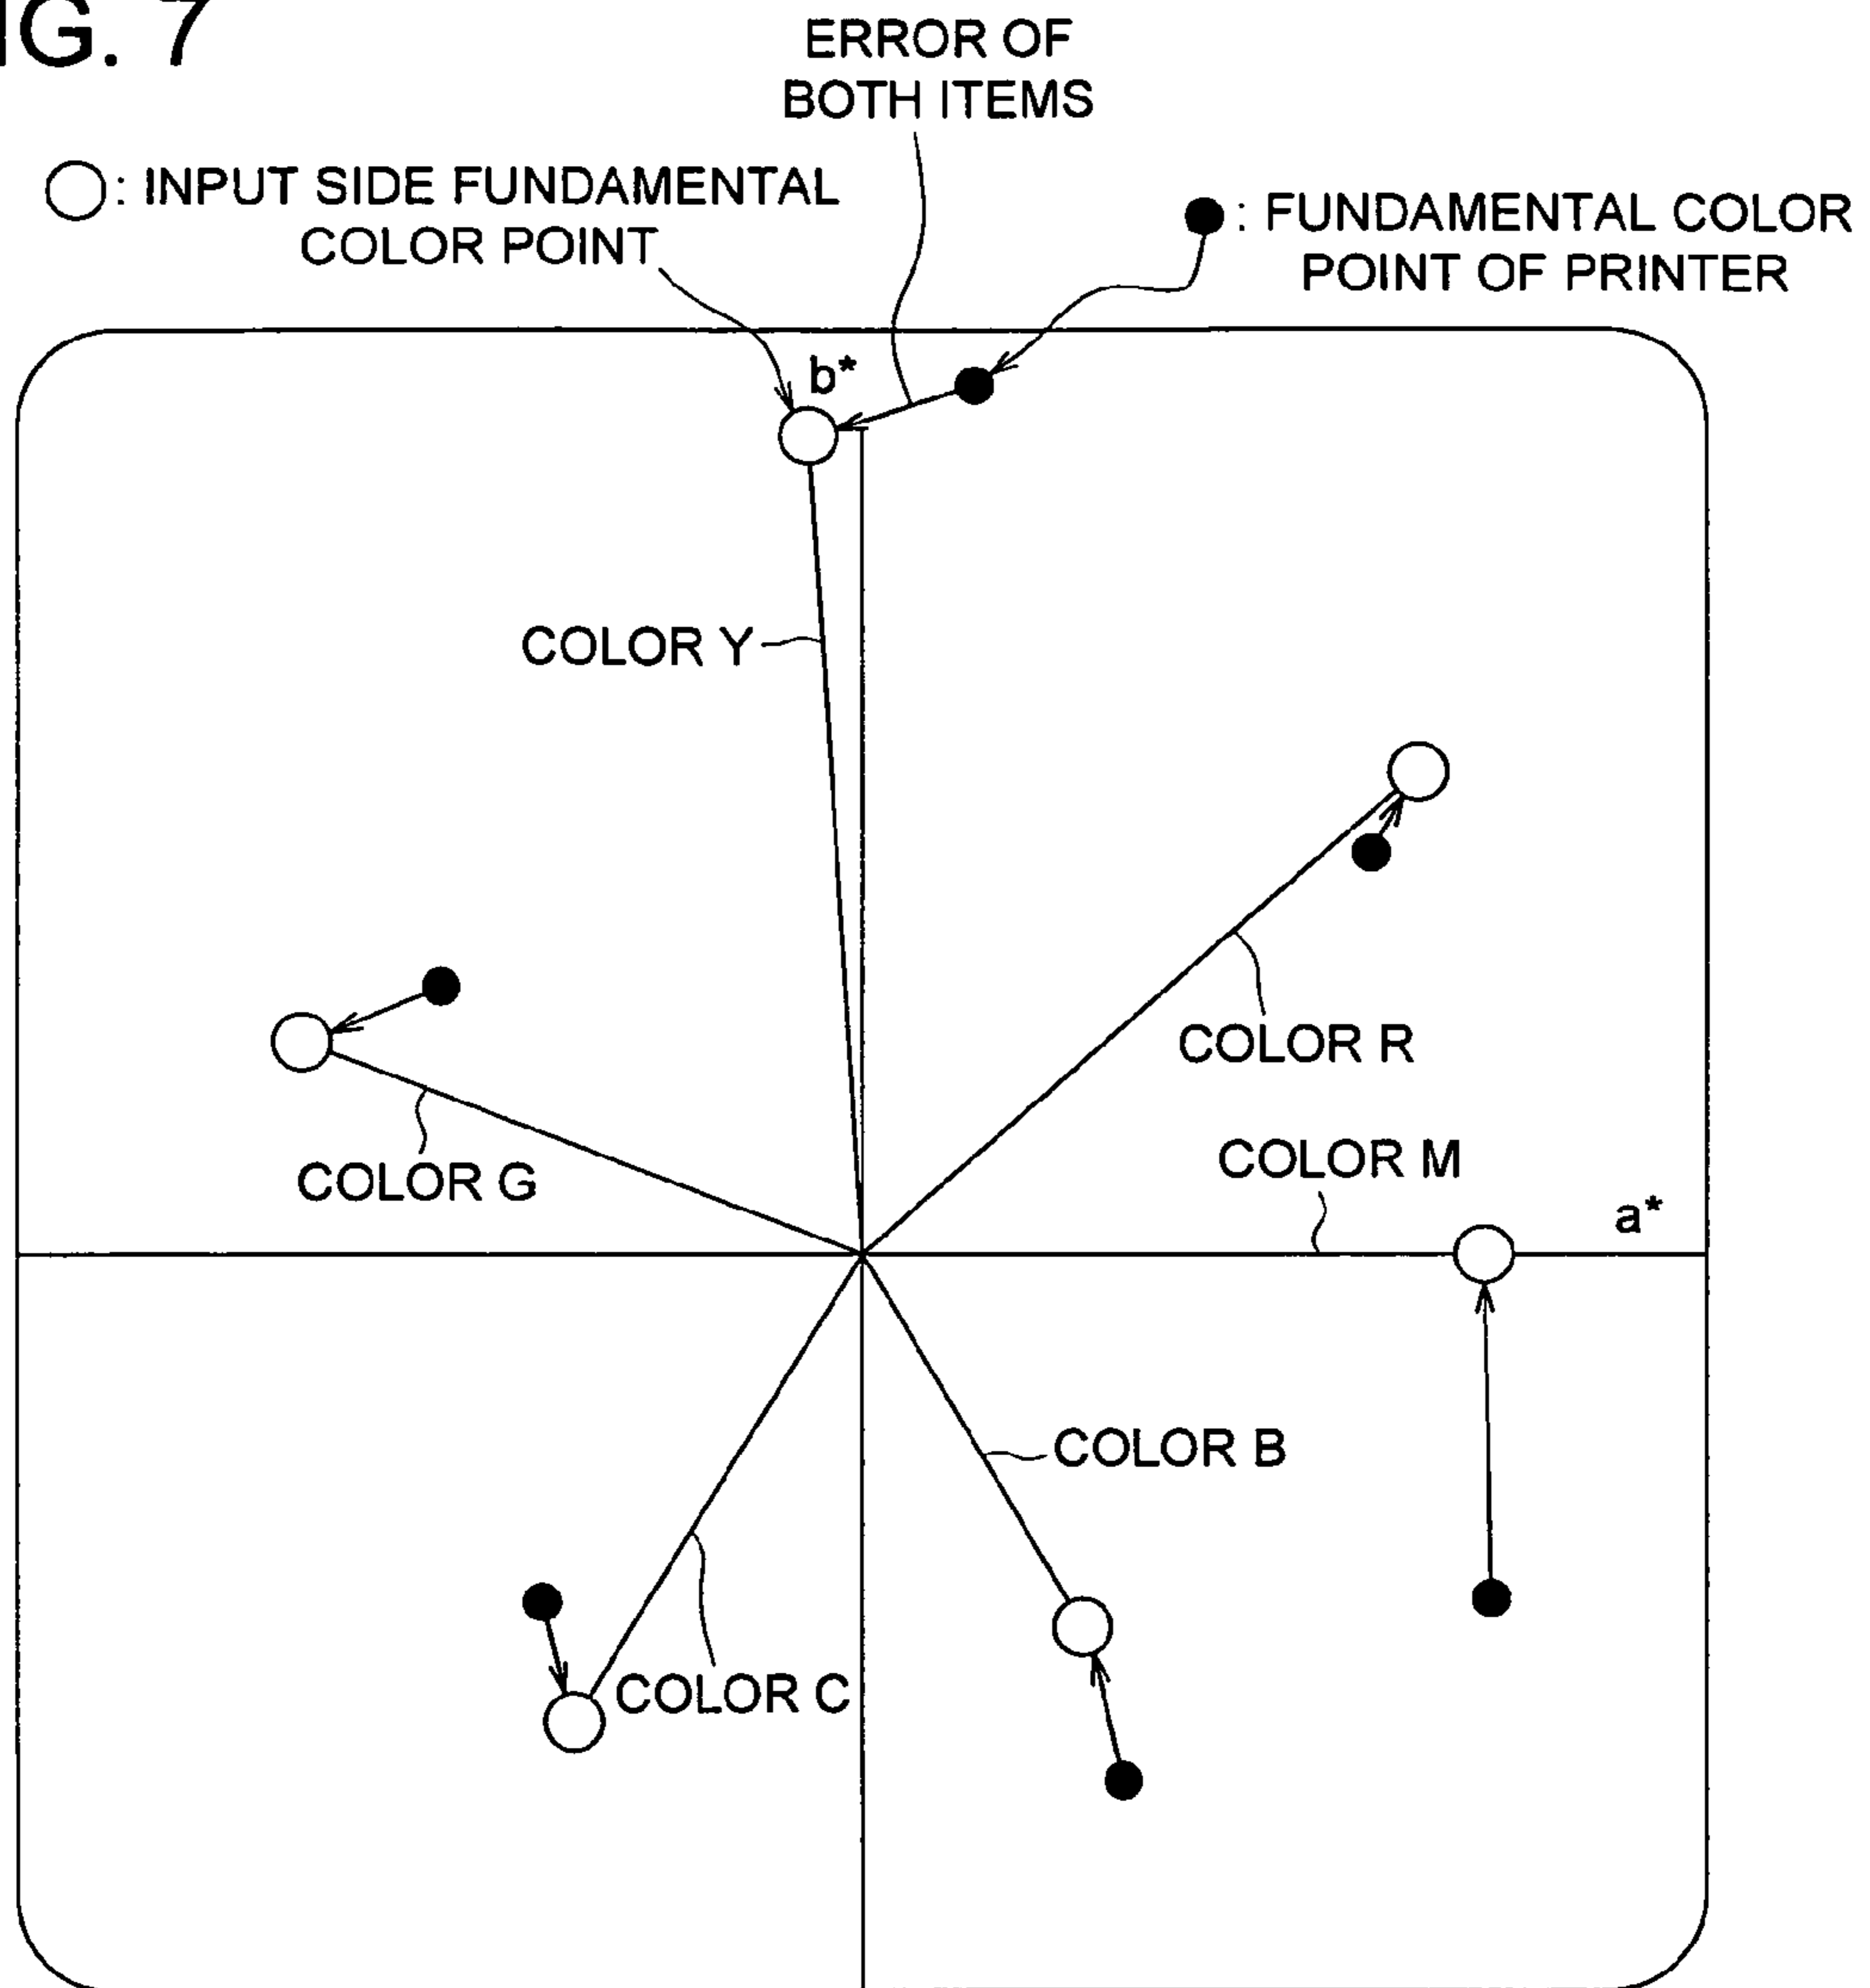 IG. 7
ERROR OF
BOTH ITEMS
○: INPUT SIDE FUNDAMENTAL
COLOR POINT
●: FUNDAMENTAL COLOR
POINT OF PRINTER
b*
COLOR Y
COLOR R
COLOR G
COLOR M
a*
COLOR B
COLOR C